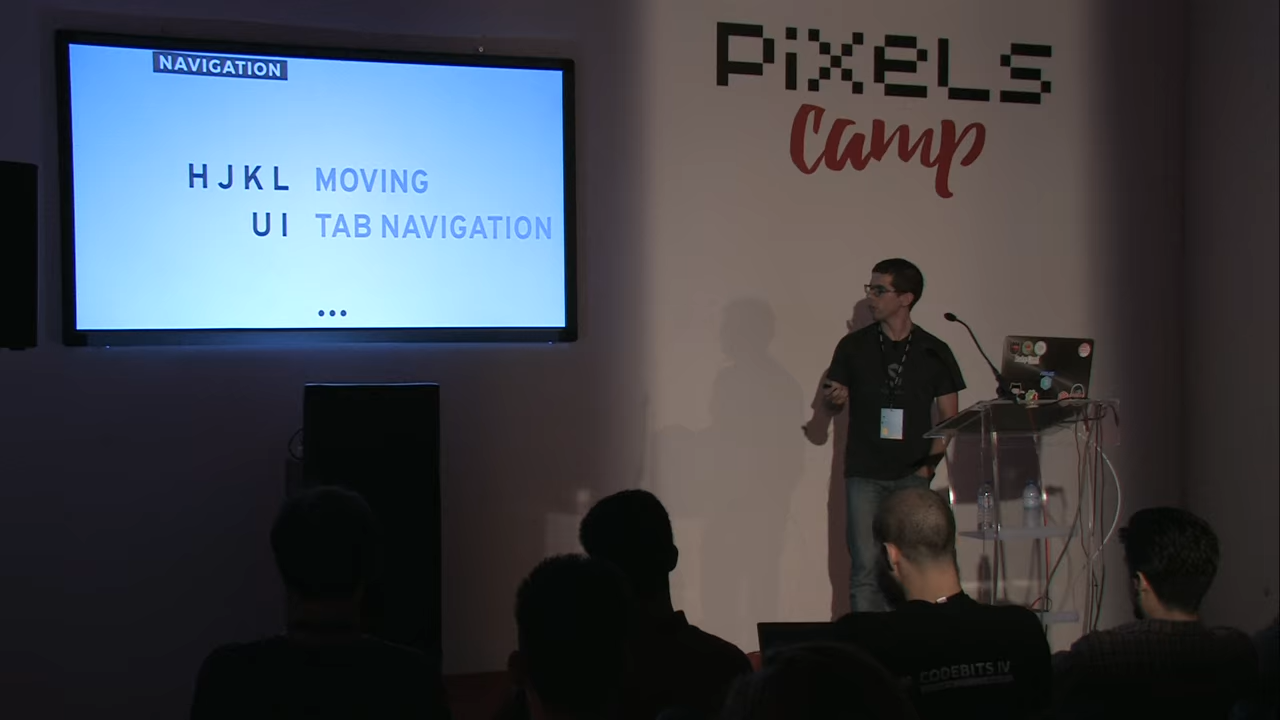 NAVIGATION
HJKL MOVING
UI TAB NAVIGATION
...
PiXELS
Camp
CODEBITS IV